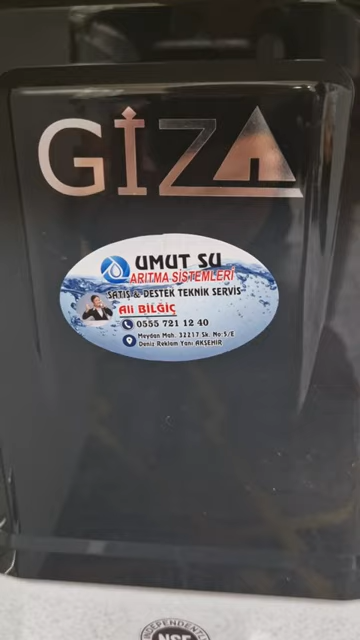 GİZA
UMUT SU
ARITMA SİSTEMLERİ
SATIŞ & DESTEK TEKNİK SERVİS
Ali BİLGİÇ
0555 721 12 40
Meydan Mah. 32217 Sk. No:5/E
Deniz Reklam Yanı AKŞEHİR
INDEPENDENTLY
NSF